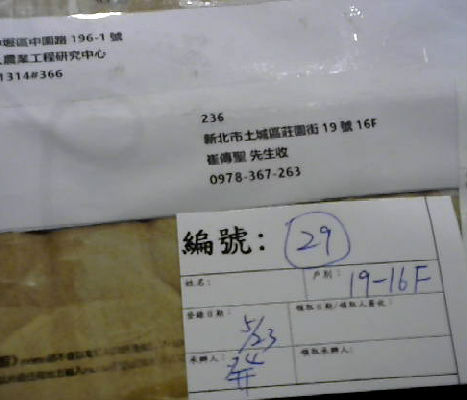 中壢區中園路 196-1 號
農業工程研究中心
1314#366
236
新北市土城區莊園街 19 號 16F
崔傳聖 先生收
0978-367-263
編號: 29
姓名:
戶別: 19-16F
登錄日期: 5/23
領取日期/領取人簽收:
承辦人:
領取承辦人: